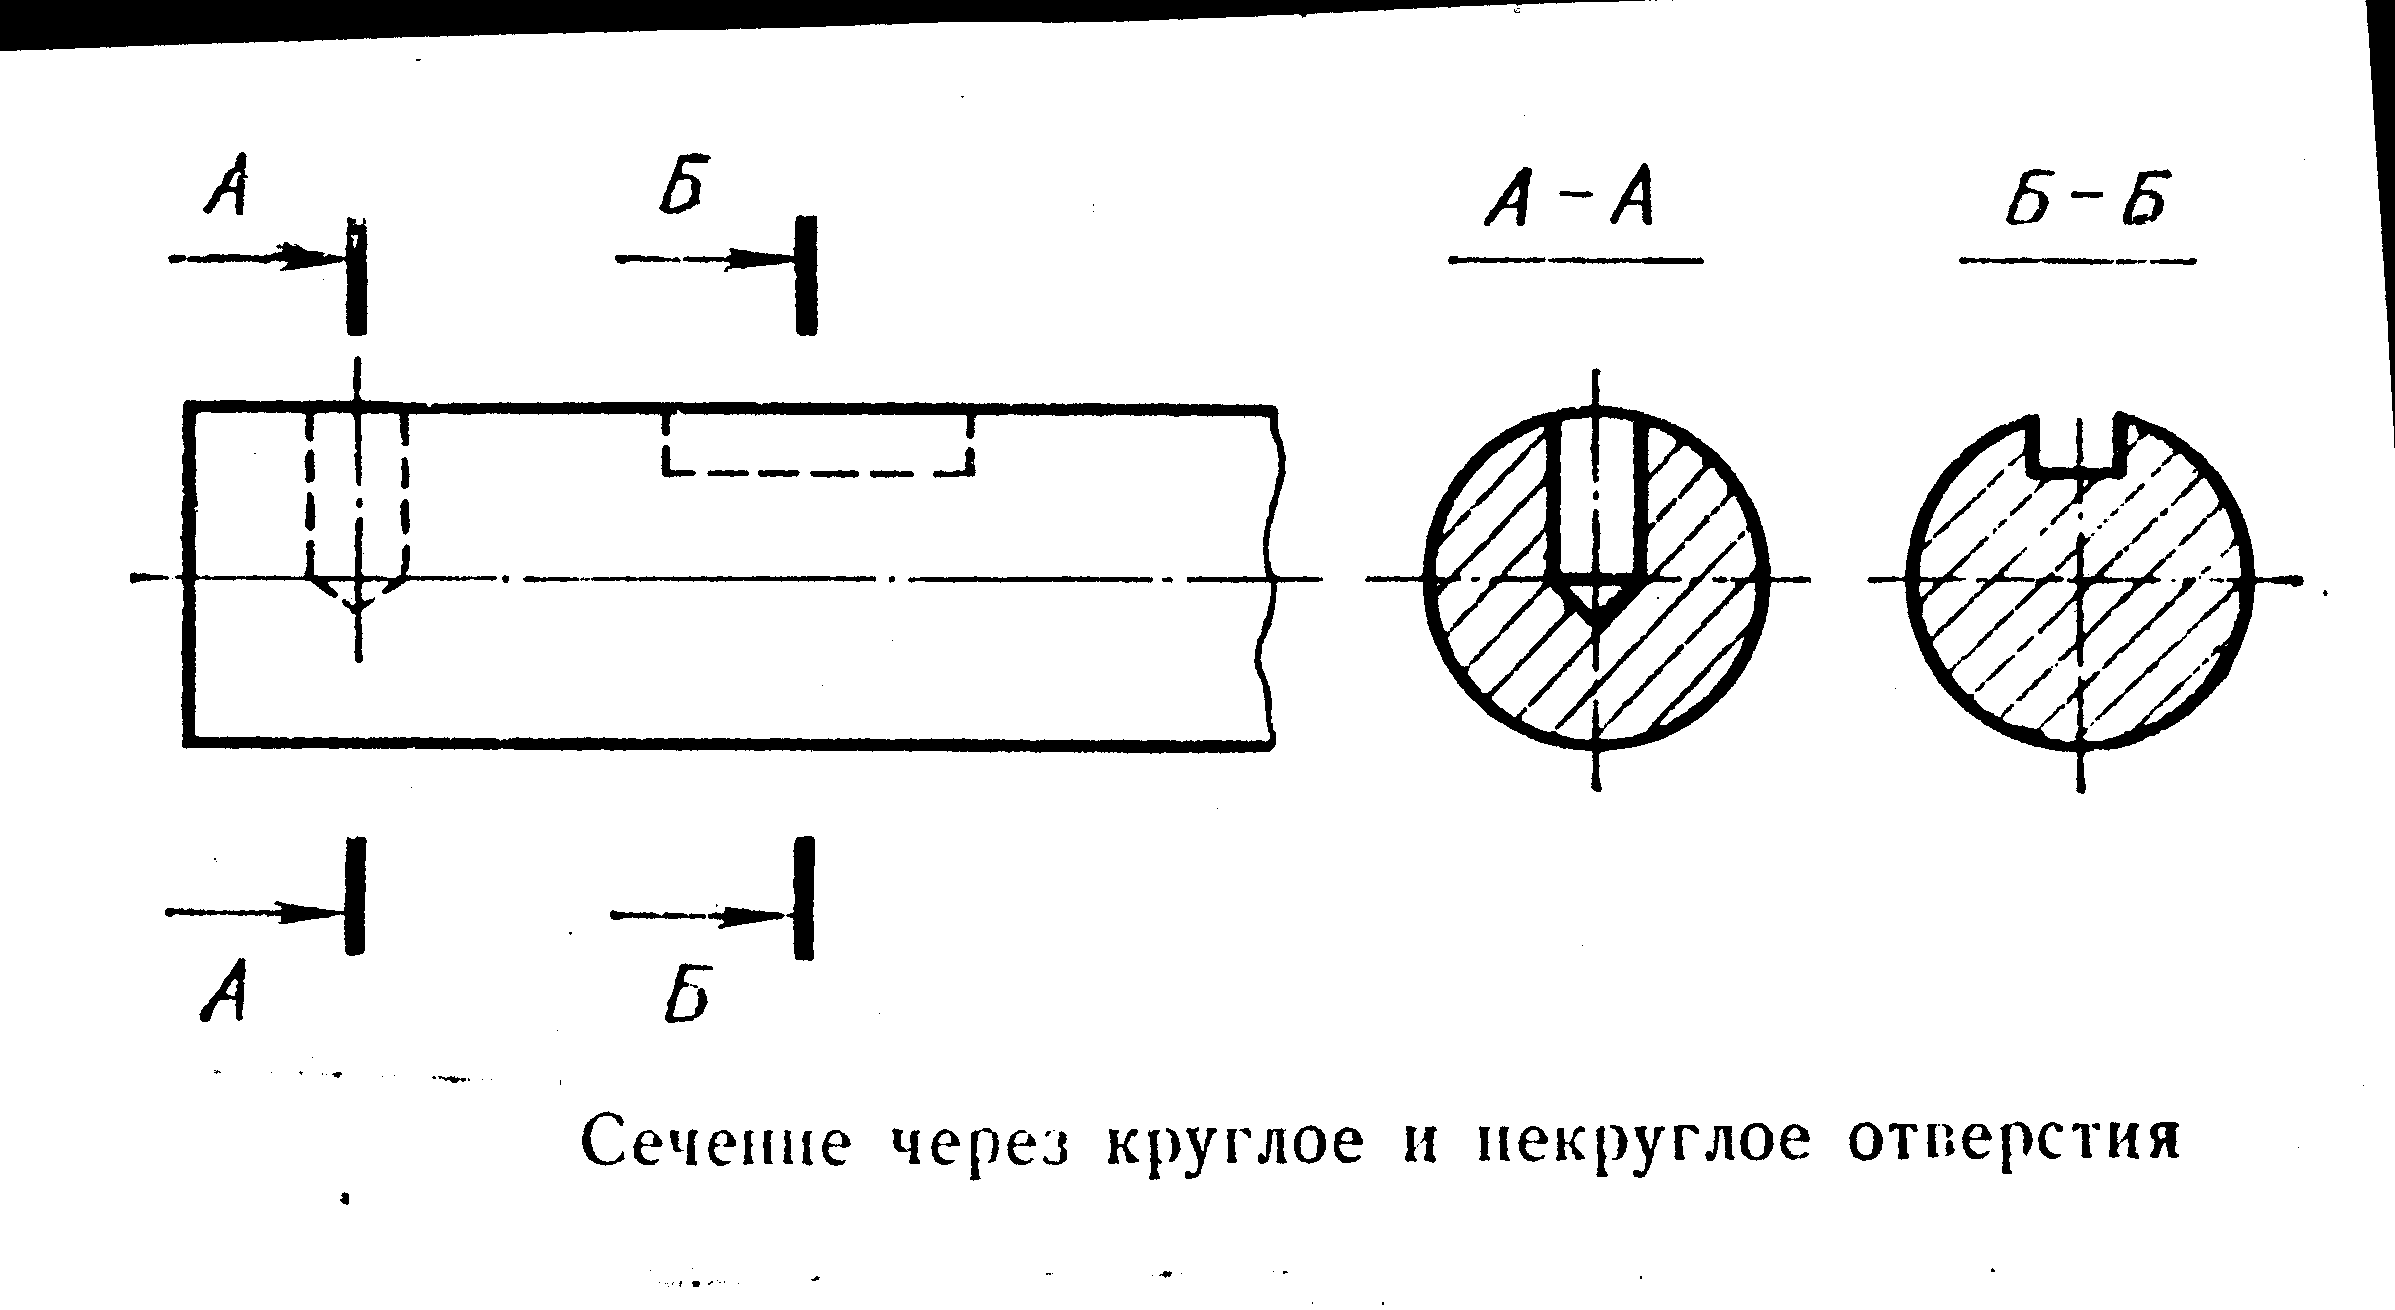 А Б А – А Б – Б
А Б
Сечение через круглое и некруглое отверстия